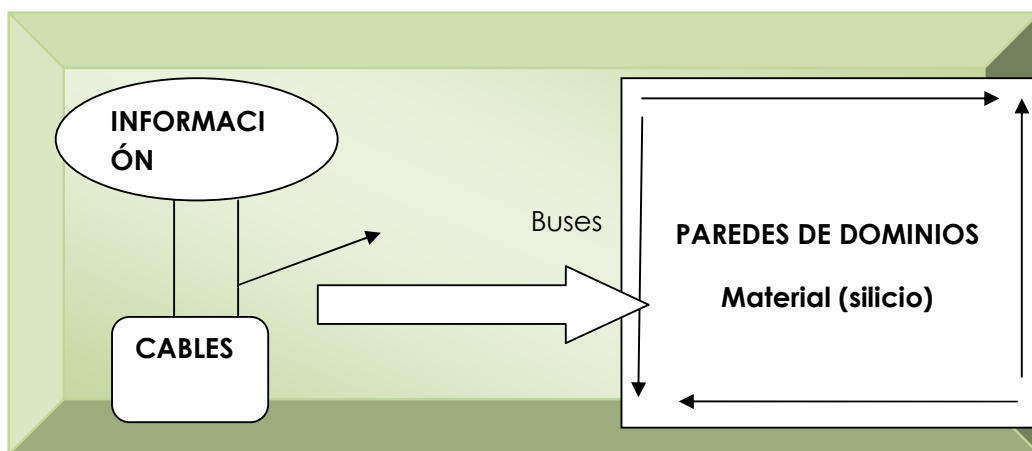 INFORMACI
ÓN
Buses
PAREDES DE DOMINIOS
Material (silicio)
CABLES